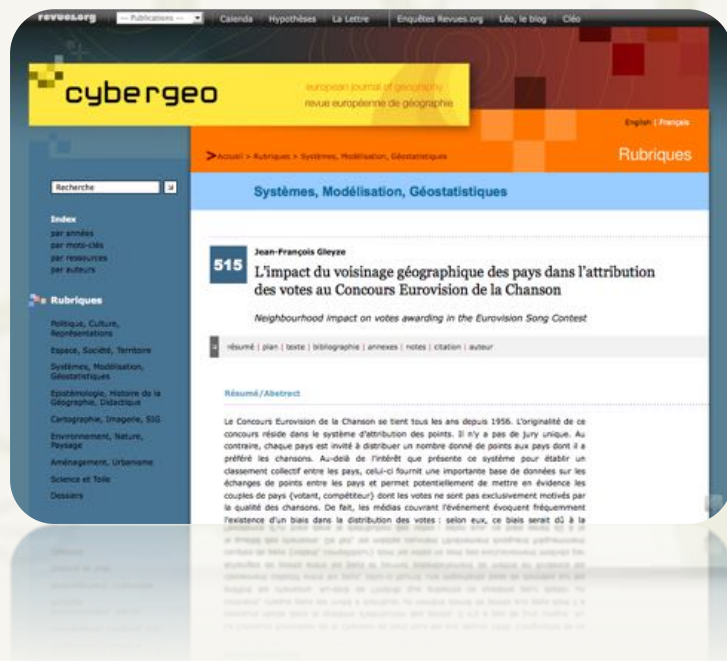 revues.org -- Publications -- Calenda Hypothèses La Lettre Enquêtes Revues.org Léo, le blog Cléo
cybergeo
european journal of geography
revue européenne de géographie
English | Français
>Accueil > Rubriques > Systèmes, Modélisation, Géostatistiques
Rubriques
Recherche
Systèmes, Modélisation, Géostatistiques
Index
par années
par mots-clés
par ressources
par auteurs
Rubriques
Politique, Culture,
Représentations
Espace, Société, Territoire
Systèmes, Modélisation,
Géostatistiques
Epistémologie, Histoire de la
Géographie, Didactique
Cartographie, Imagerie, SIG
Environnement, Nature,
Paysage
Aménagement, Urbanisme
Science et Toile
Dossiers
515
Jean-François Gleyze
L'impact du voisinage géographique des pays dans l'attribution
des votes au Concours Eurovision de la Chanson
Neighbourhood impact on votes awarding in the Eurovision Song Contest
résumé | plan | texte | bibliographie | annexes | notes | citation | auteur
Résumé/Abstract
Le Concours Eurovision de la Chanson se tient tous les ans depuis 1956. L'originalité de ce
concours réside dans le système d'attribution des points. Il n'y a pas de jury unique. Au
contraire, chaque pays est invité à distribuer un nombre donné de points aux pays dont il a
préféré les chansons. Au-delà de l'intérêt que présente ce système pour établir un
classement collectif entre les pays, celui-ci fournit une importante base de données sur les
échanges de points entre les pays et permet potentiellement de mettre en évidence les
couples de pays {votant, compétiteur} dont les votes ne sont pas exclusivement motivés par
la qualité des chansons. De fait, les médias couvrant l'événement évoquent fréquemment
l'existence d'un biais dans la distribution des votes : selon eux, ce biais serait dû à la